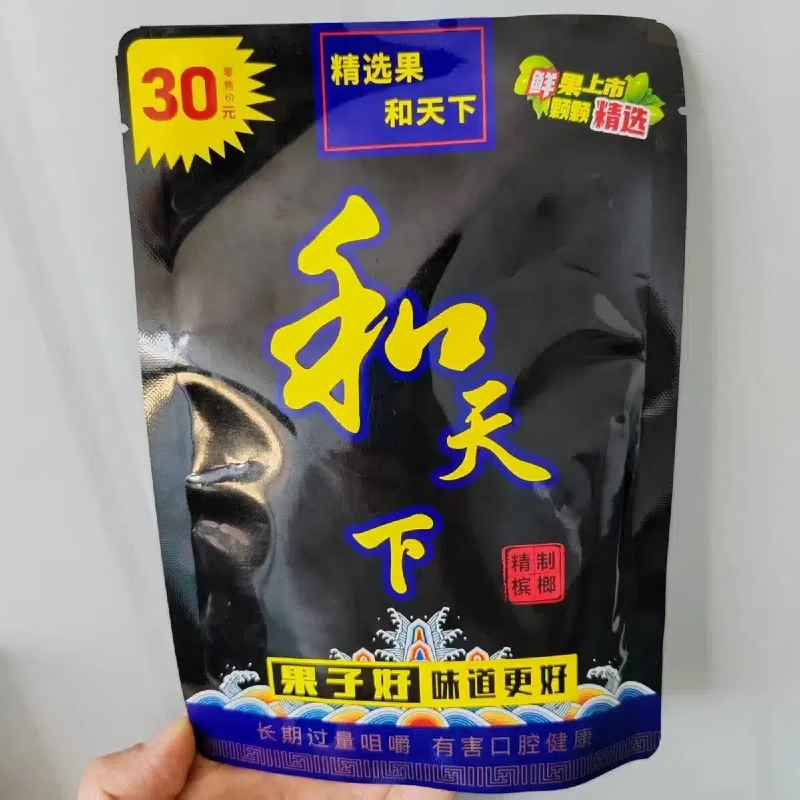 30
零售价
元
精选果
和天下
鲜果上市
颗颗精选
和天下
精制
槟榔
果子好 味道更好
长期过量咀嚼 有害口腔健康